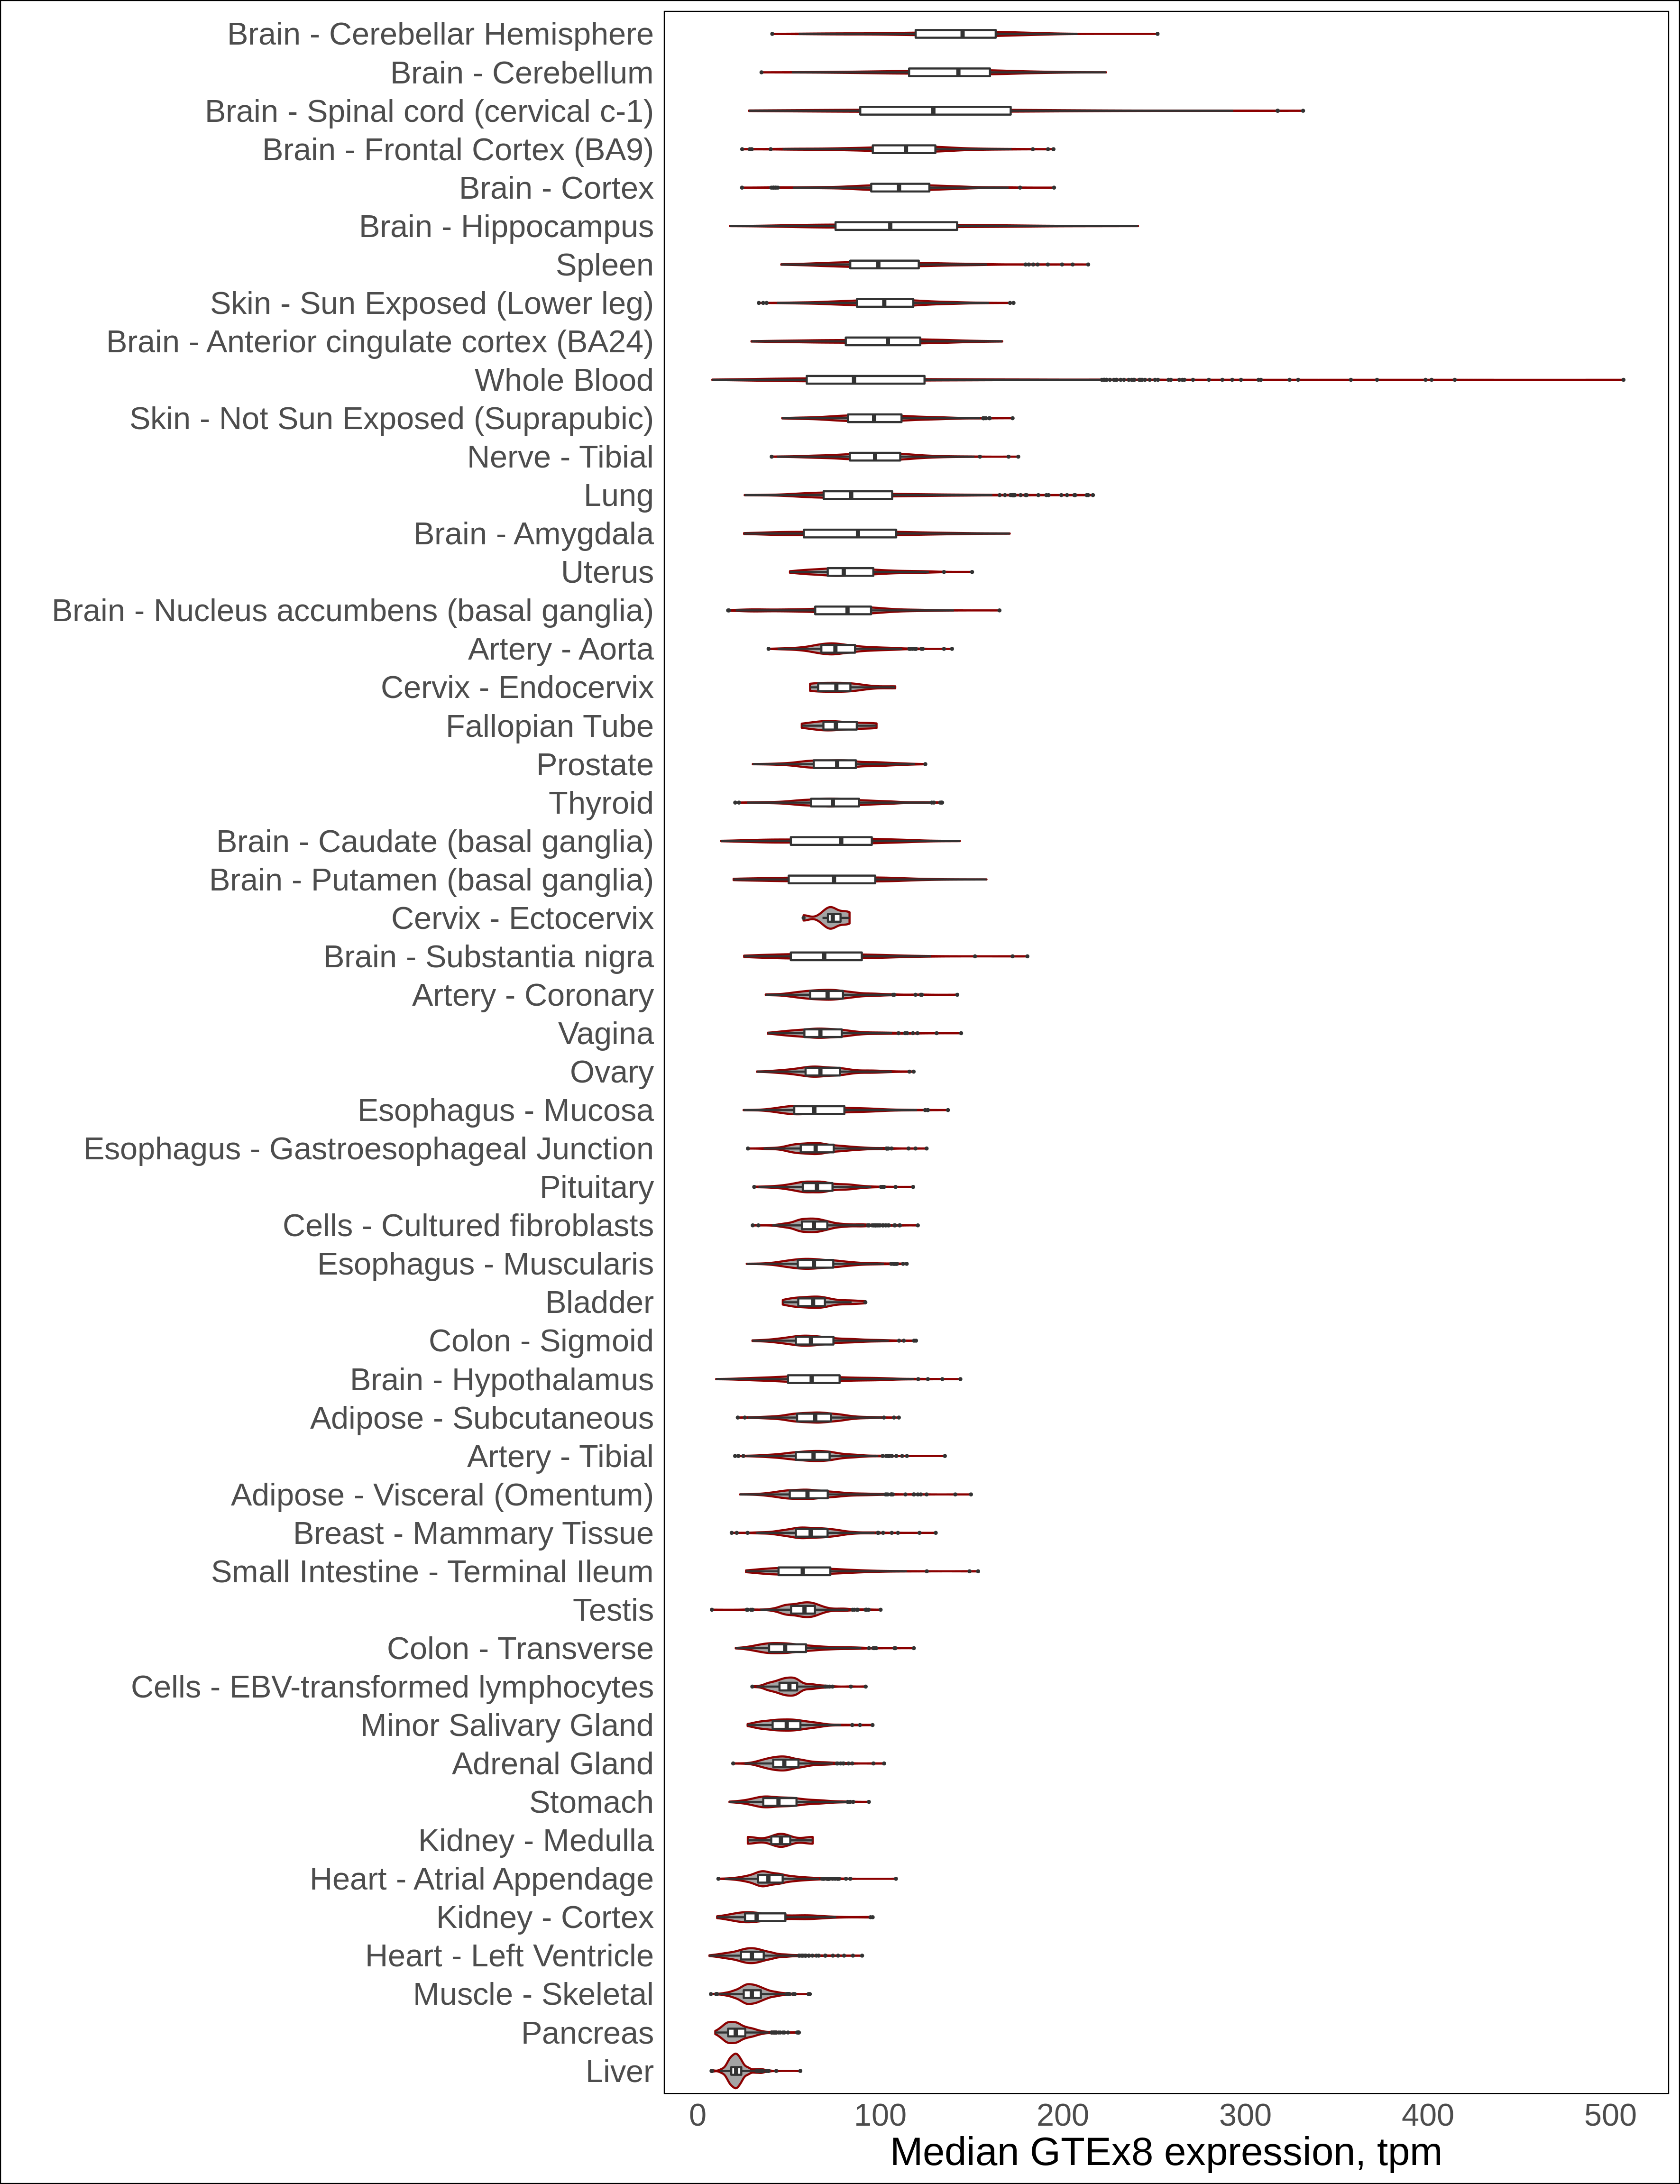 Brain - Cerebellar Hemisphere
Brain - Cerebellum
Brain - Spinal cord (cervical c-1)
Brain - Frontal Cortex (BA9)
Brain - Cortex
Brain - Hippocampus
Spleen
Skin - Sun Exposed (Lower leg)
Brain - Anterior cingulate cortex (BA24)
Whole Blood
Skin - Not Sun Exposed (Suprapubic)
Nerve - Tibial
Lung
Brain - Amygdala
Uterus
Brain - Nucleus accumbens (basal ganglia)
Artery - Aorta
Cervix - Endocervix
Fallopian Tube
Prostate
Thyroid
Brain - Caudate (basal ganglia)
Brain - Putamen (basal ganglia)
Cervix - Ectocervix
Brain - Substantia nigra
Artery - Coronary
Vagina
Ovary
Esophagus - Mucosa
Esophagus - Gastroesophageal Junction
Pituitary
Cells - Cultured fibroblasts
Esophagus - Muscularis
Bladder
Colon - Sigmoid
Brain - Hypothalamus
Adipose - Subcutaneous
Artery - Tibial
Adipose - Visceral (Omentum)
Breast - Mammary Tissue
Small Intestine - Terminal Ileum
Testis
Colon - Transverse
Cells - EBV-transformed lymphocytes
Minor Salivary Gland
Adrenal Gland
Stomach
Kidney - Medulla
Heart - Atrial Appendage
Kidney - Cortex
Heart - Left Ventricle
Muscle - Skeletal
Pancreas
Liver
0 100 200 300 400 500
Median GTEx8 expression, tpm